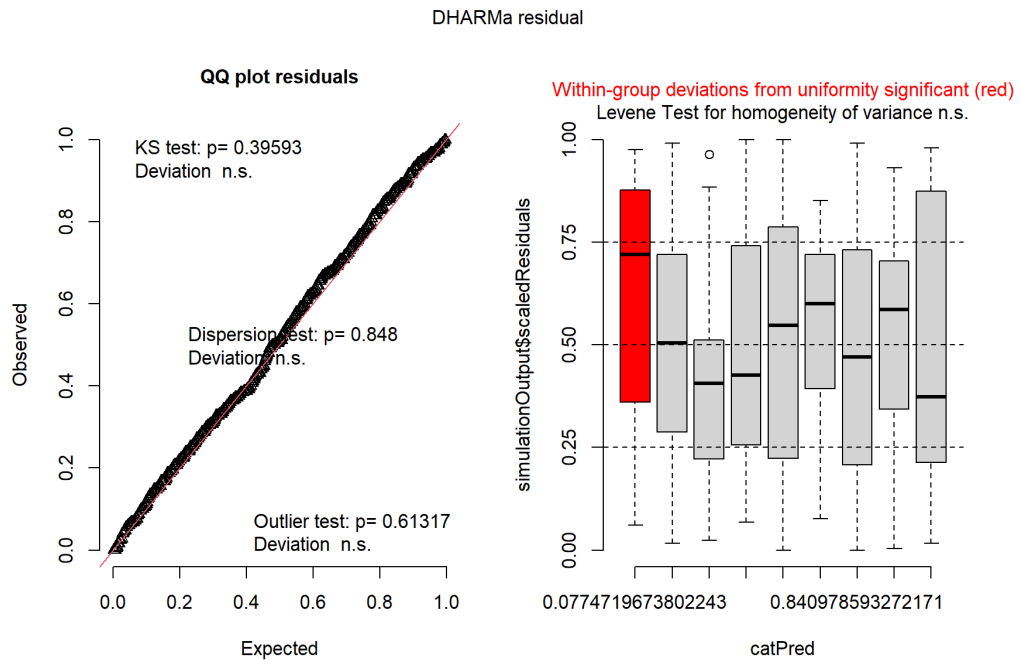 DHARMa residual
QQ plot residuals
KS test: p= 0.39593
Deviation n.s.
Dispersion test: p= 0.848
Deviation n.s.
Outlier test: p= 0.61317
Deviation n.s.
Observed
0.0 0.2 0.4 0.6 0.8 1.0
0.0 0.2 0.4 0.6 0.8 1.0
Expected
Within-group deviations from uniformity significant (red)
Levene Test for homogeneity of variance n.s.
simulationOutput$scaledResiduals
0.00 0.25 0.50 0.75 1.00
0.0774719673802243 0.840978593272171
catPred